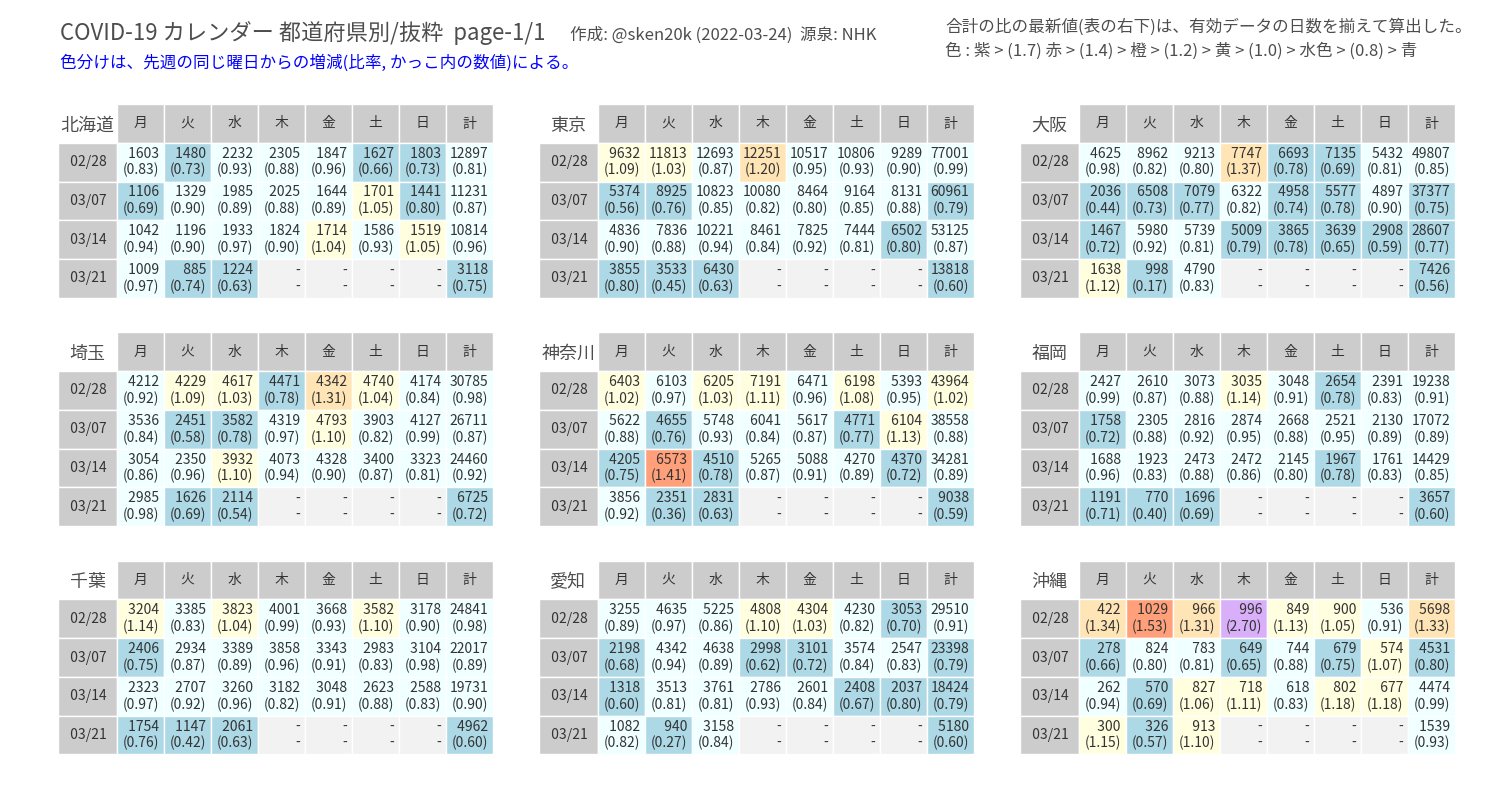 COVID-19 カレンダー 都道府県別/抜粋 page-1/1 作成: @sken20k (2022-03-24) 源泉: NHK
合計の比の最新値(表の右下)は、有効データの日数を揃えて算出した。
色分けは、先週の同じ曜日からの増減(比率, かっこ内の数値)による。
色 : 紫 > (1.7) 赤 > (1.4) > 橙 > (1.2) > 黄 > (1.0) > 水色 > (0.8) > 青
北海道 月 火 水 木 金 土 日 計
02/28 1603 1480 2232 2305 1847 1627 1803 12897
(0.83) (0.73) (0.93) (0.88) (0.96) (0.66) (0.73) (0.81)
03/07 1106 1329 1985 2025 1644 1701 1441 11231
(0.69) (0.90) (0.89) (0.88) (0.89) (1.05) (0.80) (0.87)
03/14 1042 1196 1933 1824 1714 1586 1519 10814
(0.94) (0.90) (0.97) (0.90) (1.04) (0.93) (1.05) (0.96)
03/21 1009 885 1224 - - - - 3118
(0.97) (0.74) (0.63) - - - - (0.75)
東京 月 火 水 木 金 土 日 計
02/28 9632 11813 12693 12251 10517 10806 9289 77001
(1.09) (1.03) (0.87) (1.20) (0.95) (0.93) (0.90) (0.99)
03/07 5374 8925 10823 10080 8464 9164 8131 60961
(0.56) (0.76) (0.85) (0.82) (0.80) (0.85) (0.88) (0.79)
03/14 4836 7836 10221 8461 7825 7444 6502 53125
(0.90) (0.88) (0.94) (0.84) (0.92) (0.81) (0.80) (0.87)
03/21 3855 3533 6430 - - - - 13818
(0.80) (0.45) (0.63) - - - - (0.60)
大阪 月 火 水 木 金 土 日 計
02/28 4625 8962 9213 7747 6693 7135 5432 49807
(0.98) (0.82) (0.80) (1.37) (0.78) (0.69) (0.81) (0.85)
03/07 2036 6508 7079 6322 4958 5577 4897 37377
(0.44) (0.73) (0.77) (0.82) (0.74) (0.78) (0.90) (0.75)
03/14 1467 5980 5739 5009 3865 3639 2908 28607
(0.72) (0.92) (0.81) (0.79) (0.78) (0.65) (0.59) (0.77)
03/21 1638 998 4790 - - - - 7426
(1.12) (0.17) (0.83) - - - - (0.56)
埼玉 月 火 水 木 金 土 日 計
02/28 4212 4229 4617 4471 4342 4740 4174 30785
(0.92) (1.09) (1.03) (0.78) (1.31) (1.04) (0.84) (0.98)
03/07 3536 2451 3582 4319 4793 3903 4127 26711
(0.84) (0.58) (0.78) (0.97) (1.10) (0.82) (0.99) (0.87)
03/14 3054 2350 3932 4073 4328 3400 3323 24460
(0.86) (0.96) (1.10) (0.94) (0.90) (0.87) (0.81) (0.92)
03/21 2985 1626 2114 - - - - 6725
(0.98) (0.69) (0.54) - - - - (0.72)
神奈川 月 火 水 木 金 土 日 計
02/28 6403 6103 6205 7191 6471 6198 5393 43964
(1.02) (0.97) (1.03) (1.11) (0.96) (1.08) (0.95) (1.02)
03/07 5622 4655 5748 6041 5617 4771 6104 38558
(0.88) (0.76) (0.93) (0.84) (0.87) (0.77) (1.13) (0.88)
03/14 4205 6573 4510 5265 5088 4270 4370 34281
(0.75) (1.41) (0.78) (0.87) (0.91) (0.89) (0.72) (0.89)
03/21 3856 2351 2831 - - - - 9038
(0.92) (0.36) (0.63) - - - - (0.59)
福岡 月 火 水 木 金 土 日 計
02/28 2427 2610 3073 3035 3048 2654 2391 19238
(0.99) (0.87) (0.88) (1.14) (0.91) (0.78) (0.83) (0.91)
03/07 1758 2305 2816 2874 2668 2521 2130 17072
(0.72) (0.88) (0.92) (0.95) (0.88) (0.95) (0.89) (0.89)
03/14 1688 1923 2473 2472 2145 1967 1761 14429
(0.96) (0.83) (0.88) (0.86) (0.80) (0.78) (0.83) (0.85)
03/21 1191 770 1696 - - - - 3657
(0.71) (0.40) (0.69) - - - - (0.60)
千葉 月 火 水 木 金 土 日 計
02/28 3204 3385 3823 4001 3668 3582 3178 24841
(1.14) (0.83) (1.04) (0.99) (0.93) (1.10) (0.90) (0.98)
03/07 2406 2934 3389 3858 3343 2983 3104 22017
(0.75) (0.87) (0.89) (0.96) (0.91) (0.83) (0.98) (0.89)
03/14 2323 2707 3260 3182 3048 2623 2588 19731
(0.97) (0.92) (0.96) (0.82) (0.91) (0.88) (0.83) (0.90)
03/21 1754 1147 2061 - - - - 4962
(0.76) (0.42) (0.63) - - - - (0.60)
愛知 月 火 水 木 金 土 日 計
02/28 3255 4635 5225 4808 4304 4230 3053 29510
(0.89) (0.97) (0.86) (1.10) (1.03) (0.82) (0.70) (0.91)
03/07 2198 4342 4638 2998 3101 3574 2547 23398
(0.68) (0.94) (0.89) (0.62) (0.72) (0.84) (0.83) (0.79)
03/14 1318 3513 3761 2786 2601 2408 2037 18424
(0.60) (0.81) (0.81) (0.93) (0.84) (0.67) (0.80) (0.79)
03/21 1082 940 3158 - - - - 5180
(0.82) (0.27) (0.84) - - - - (0.60)
沖縄 月 火 水 木 金 土 日 計
02/28 422 1029 966 996 849 900 536 5698
(1.34) (1.53) (1.31) (2.70) (1.13) (1.05) (0.91) (1.33)
03/07 278 824 783 649 744 679 574 4531
(0.66) (0.80) (0.81) (0.65) (0.88) (0.75) (1.07) (0.80)
03/14 262 570 827 718 618 802 677 4474
(0.94) (0.69) (1.06) (1.11) (0.83) (1.18) (1.18) (0.99)
03/21 300 326 913 - - - - 1539
(1.15) (0.57) (1.10) - - - - (0.93)